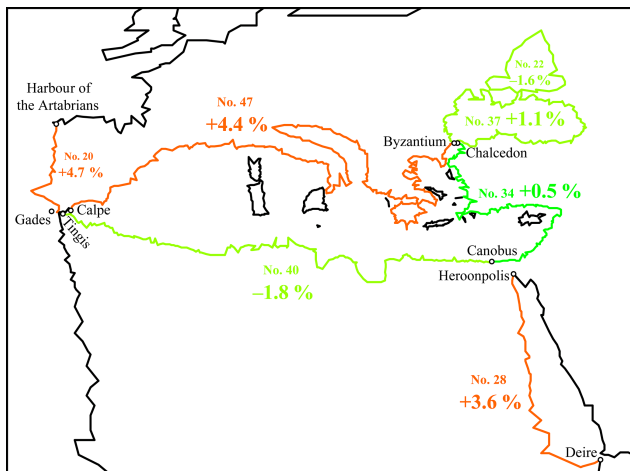 No. 22
–1.6 %
Harbour of
the Artabrians
No. 47
+4.4 %
No. 37 +1.1 %
Byzantium
Chalcedon
No. 20
+4.7 %
No. 34 +0.5 %
Calpe
Gades
Tingis
Canobus
No. 40
–1.8 %
Heroonpolis
No. 28
+3.6 %
Deire